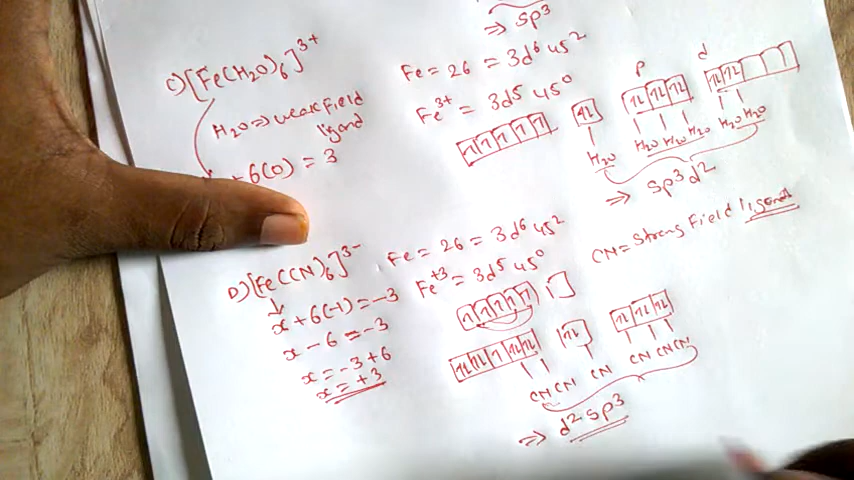 ⇒ sp³
C) [Fe(H₂O)₆]³⁺
H₂O ⇒ weak field
ligand
+6(0) = 3
Fe = 26 = 3d⁶ 4s²
Fe³⁺ = 3d⁵ 4s⁰
p
d
H₂O H₂O H₂O H₂O H₂O H₂O
⇒ sp³d²
D) [Fe(CN)₆]³⁻
x + 6(-1) = -3
x - 6 = -3
x = -3+6
x = +3
Fe = 26 = 3d⁶ 4s²
Fe⁺³ = 3d⁵ 4s⁰
CN = Strong Field ligand
CN CN CN CN CN CN
⇒ d²sp³